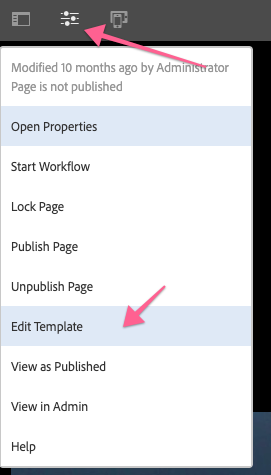 Modified 10 months ago by Administrator
Page is not published
Open Properties
Start Workflow
Lock Page
Publish Page
Unpublish Page
Edit Template
View as Published
View in Admin
Help